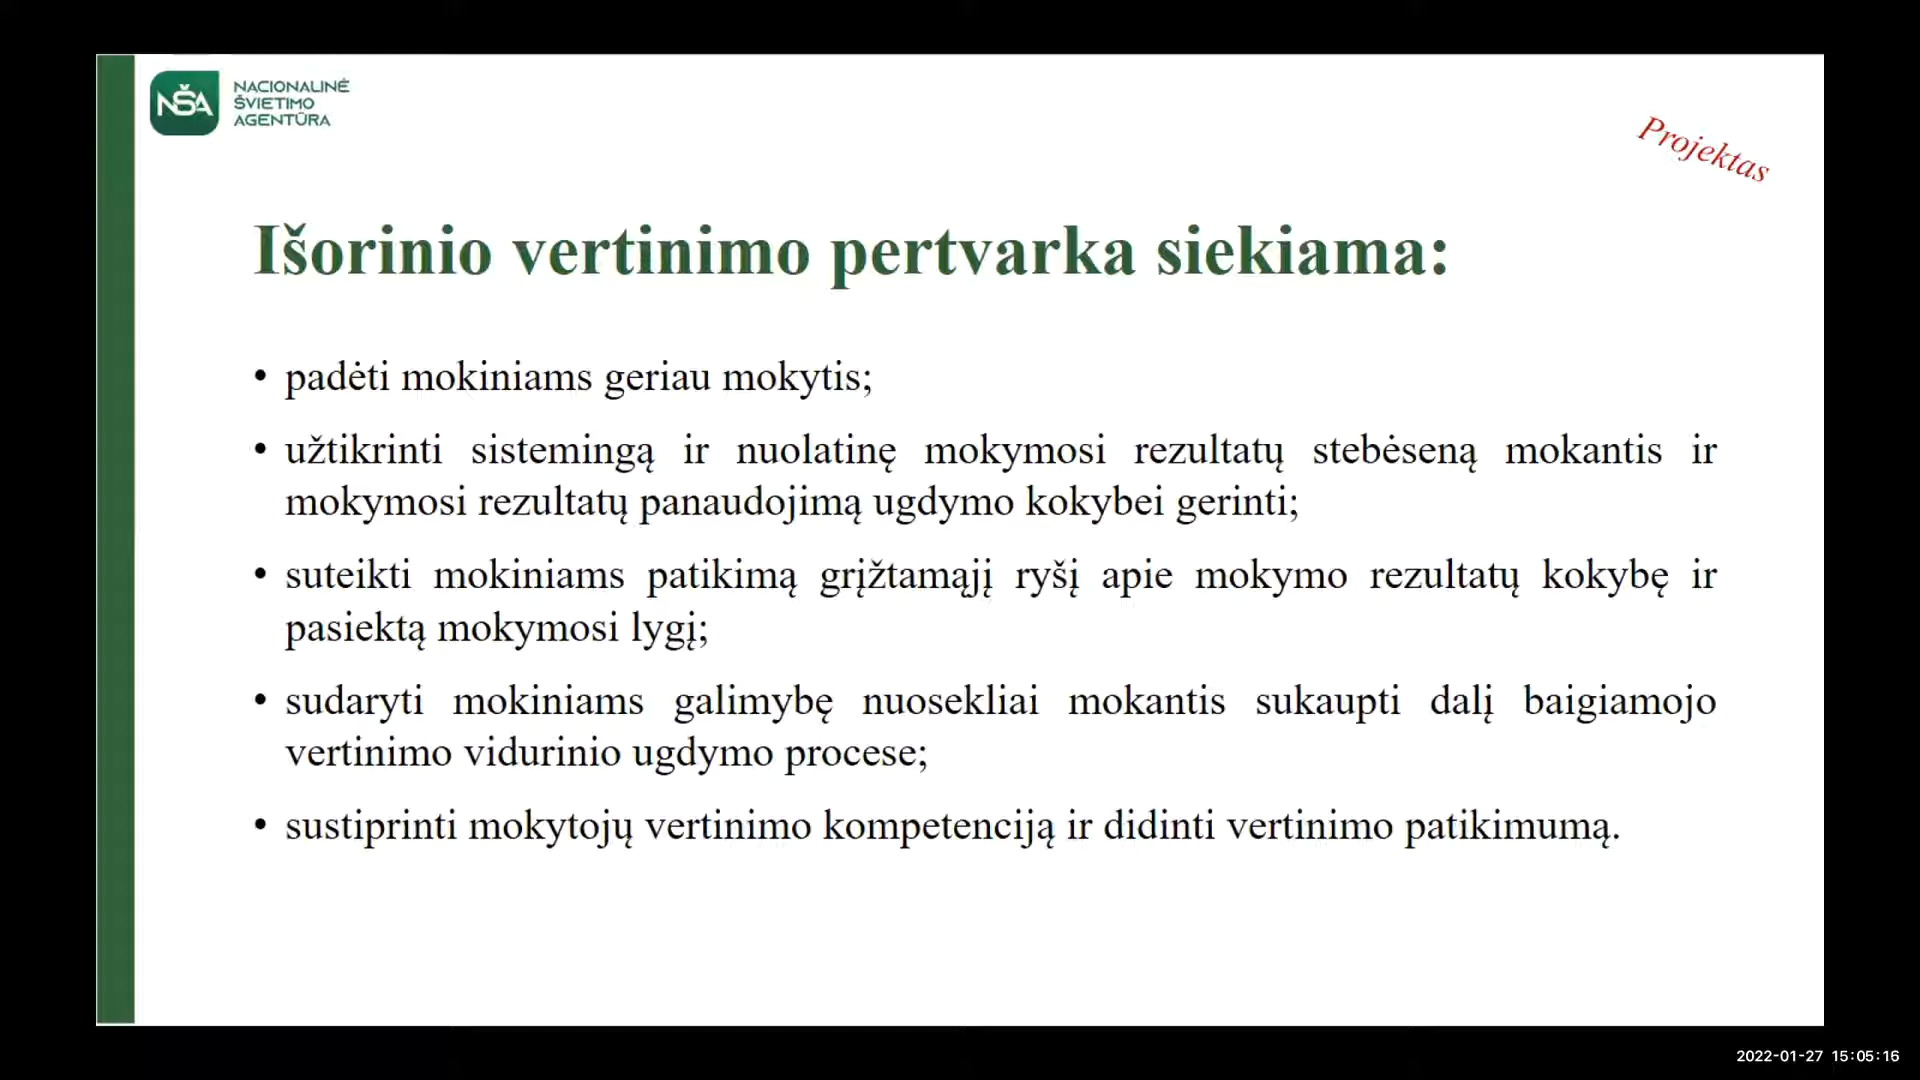 NŠA
NACIONALINĖ
ŠVIETIMO
AGENTŪRA
Projektas
Išorinio vertinimo pertvarka siekiama:
• padėti mokiniams geriau mokytis;
• užtikrinti sistemingą ir nuolatinę mokymosi rezultatų stebėseną mokantis ir
mokymosi rezultatų panaudojimą ugdymo kokybei gerinti;
• suteikti mokiniams patikimą grįžtamąjį ryšį apie mokymo rezultatų kokybę ir
pasiektą mokymosi lygį;
• sudaryti mokiniams galimybę nuosekliai mokantis sukaupti dalį baigiamojo
vertinimo vidurinio ugdymo procese;
• sustiprinti mokytojų vertinimo kompetenciją ir didinti vertinimo patikimumą.
2022-01-27 15:05:16